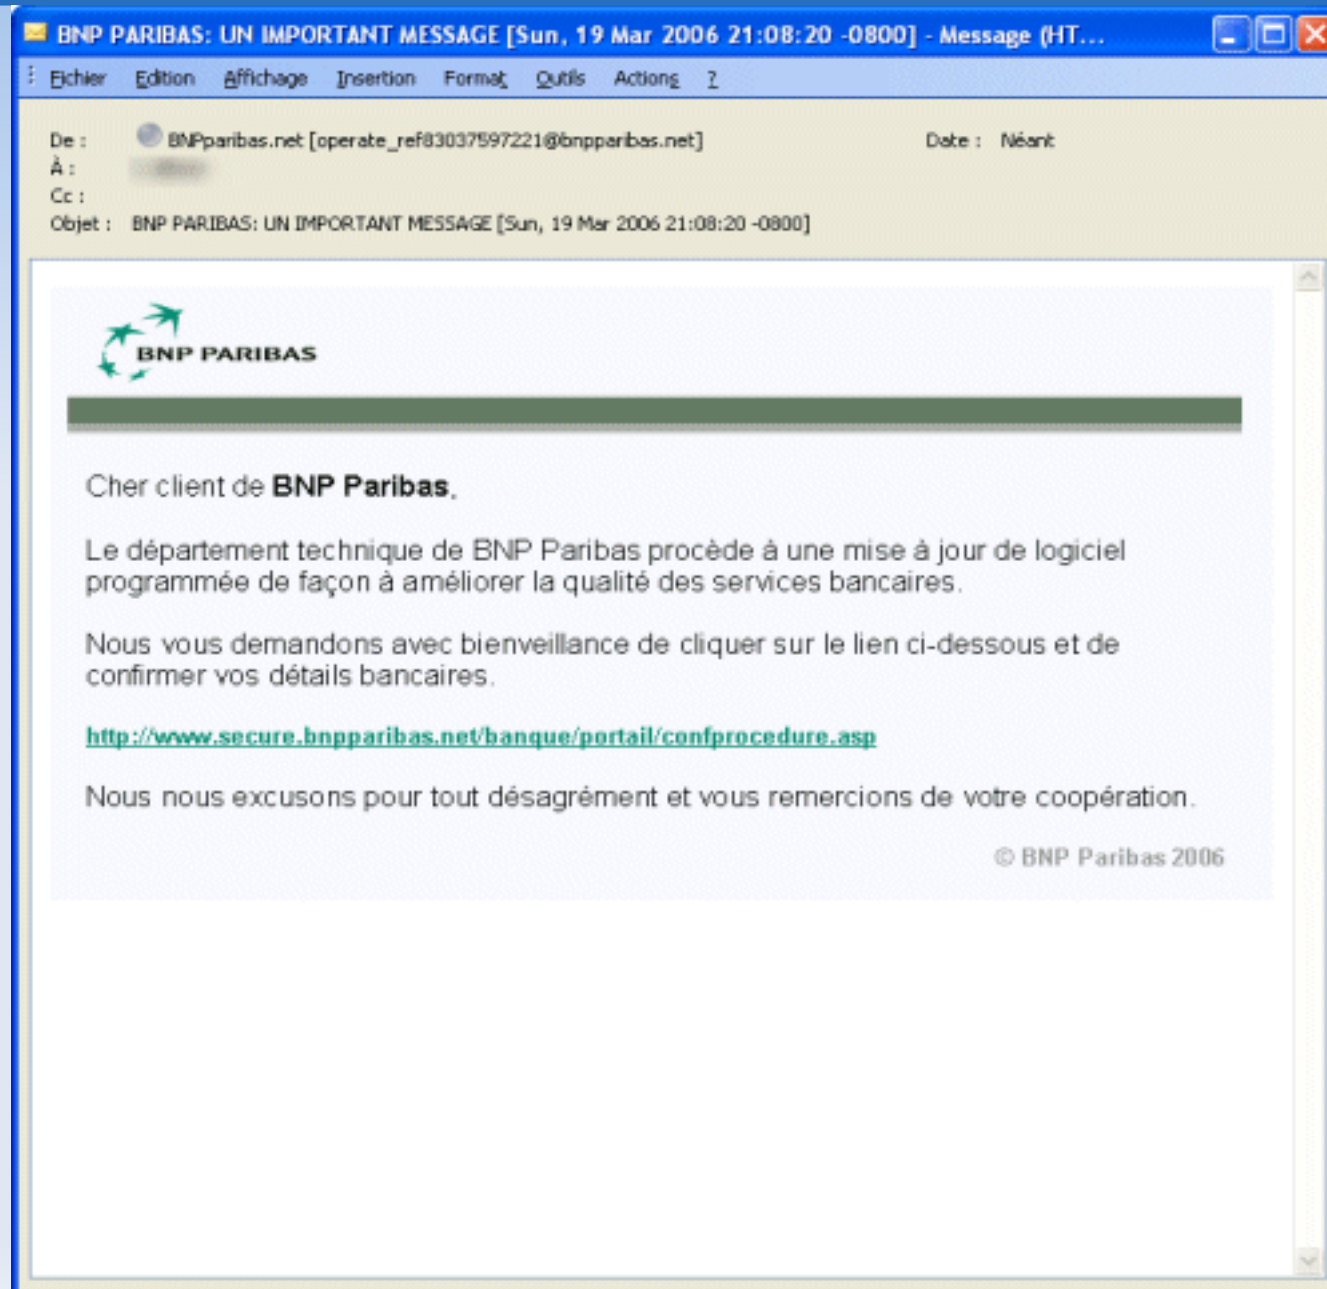 BNP PARIBAS: UN IMPORTANT MESSAGE [Sun, 19 Mar 2006 21:08:20 -0800] - Message (HT...
Fichier Edition Affichage Insertion Format Outils Actions ?
De : BNPparibas.net [operate_ref83037597221@bnpparibas.net] Date : Néant
À :
Cc :
Objet : BNP PARIBAS: UN IMPORTANT MESSAGE [Sun, 19 Mar 2006 21:08:20 -0800]
BNP PARIBAS
Cher client de BNP Paribas,
Le département technique de BNP Paribas procède à une mise à jour de logiciel
programmée de façon à améliorer la qualité des services bancaires.
Nous vous demandons avec bienveillance de cliquer sur le lien ci-dessous et de
confirmer vos détails bancaires.
http://www.secure.bnpparibas.net/banque/portail/confprocedure.asp
Nous nous excusons pour tout désagrément et vous remercions de votre coopération.
© BNP Paribas 2006